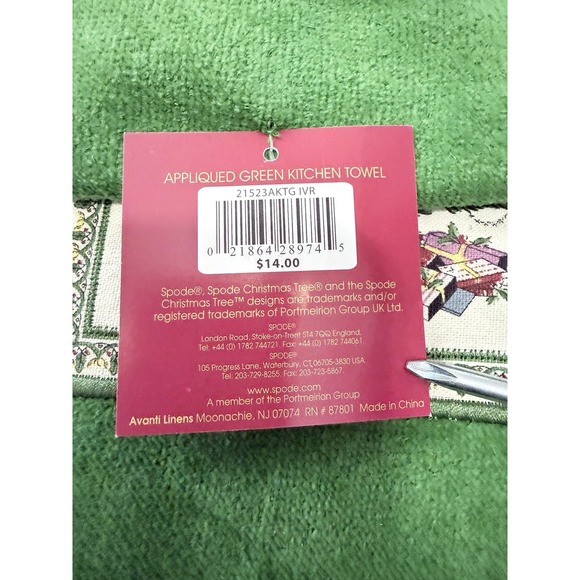 APPLIQUED GREEN KITCHEN TOWEL
21523AKTG IVR
0 21864 28974 5
$14.00
Spode®, Spode Christmas Tree® and the Spode
Christmas Tree™ designs are trademarks and/or
registered trademarks of Portmeirion Group UK Ltd.
SPODE®
London Road, Stoke-on-Trent ST4 7QQ England.
Tel: +44 (0) 1782 744721. Fax: +44 (0) 1782 744061.
SPODE®
105 Progress Lane, Waterbury, CT 06705-3830 USA.
Tel: 203-729-8255. Fax: 203-723-5867.
www.spode.com
A member of the Portmeirion Group
Avanti Linens Moonachie, NJ 07074 RN # 87801 Made in China